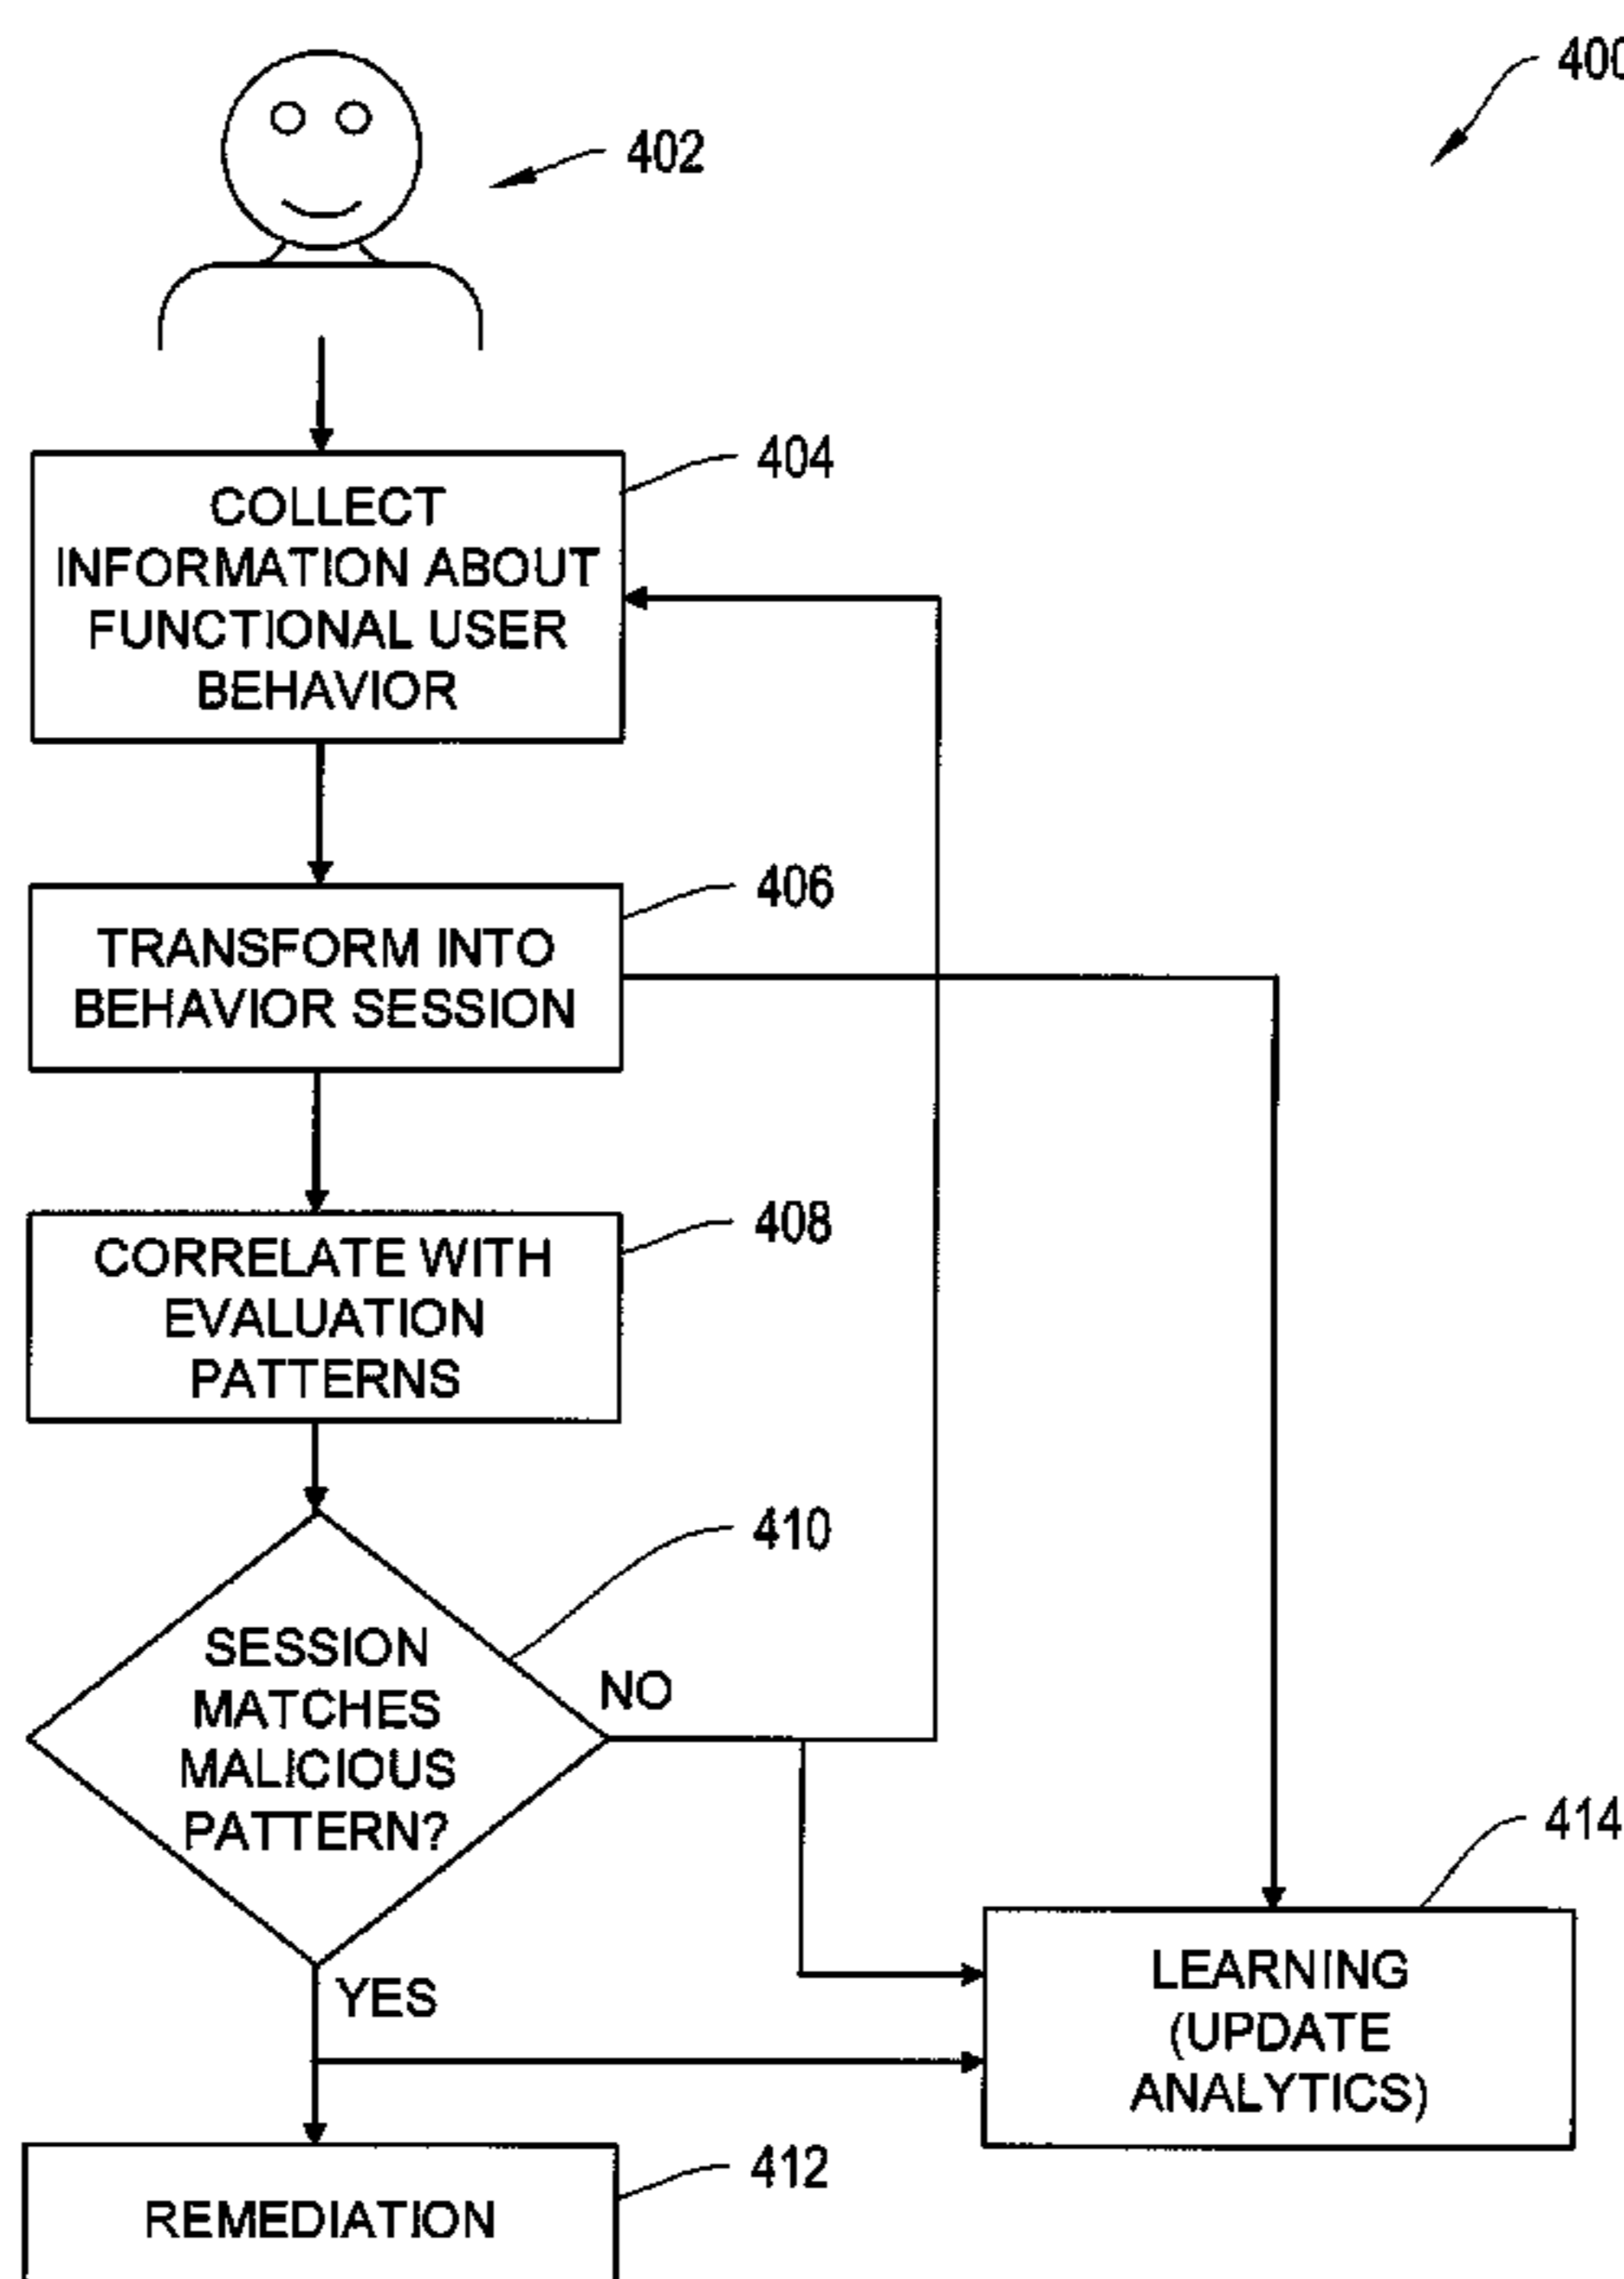 400
402
404
COLLECT
INFORMATION ABOUT
FUNCTIONAL USER
BEHAVIOR
406
TRANSFORM INTO
BEHAVIOR SESSION
408
CORRELATE WITH
EVALUATION
PATTERNS
410
SESSION
MATCHES
MALICIOUS
PATTERN?
NO
YES
414
LEARNING
(UPDATE
ANALYTICS)
412
REMEDIATION